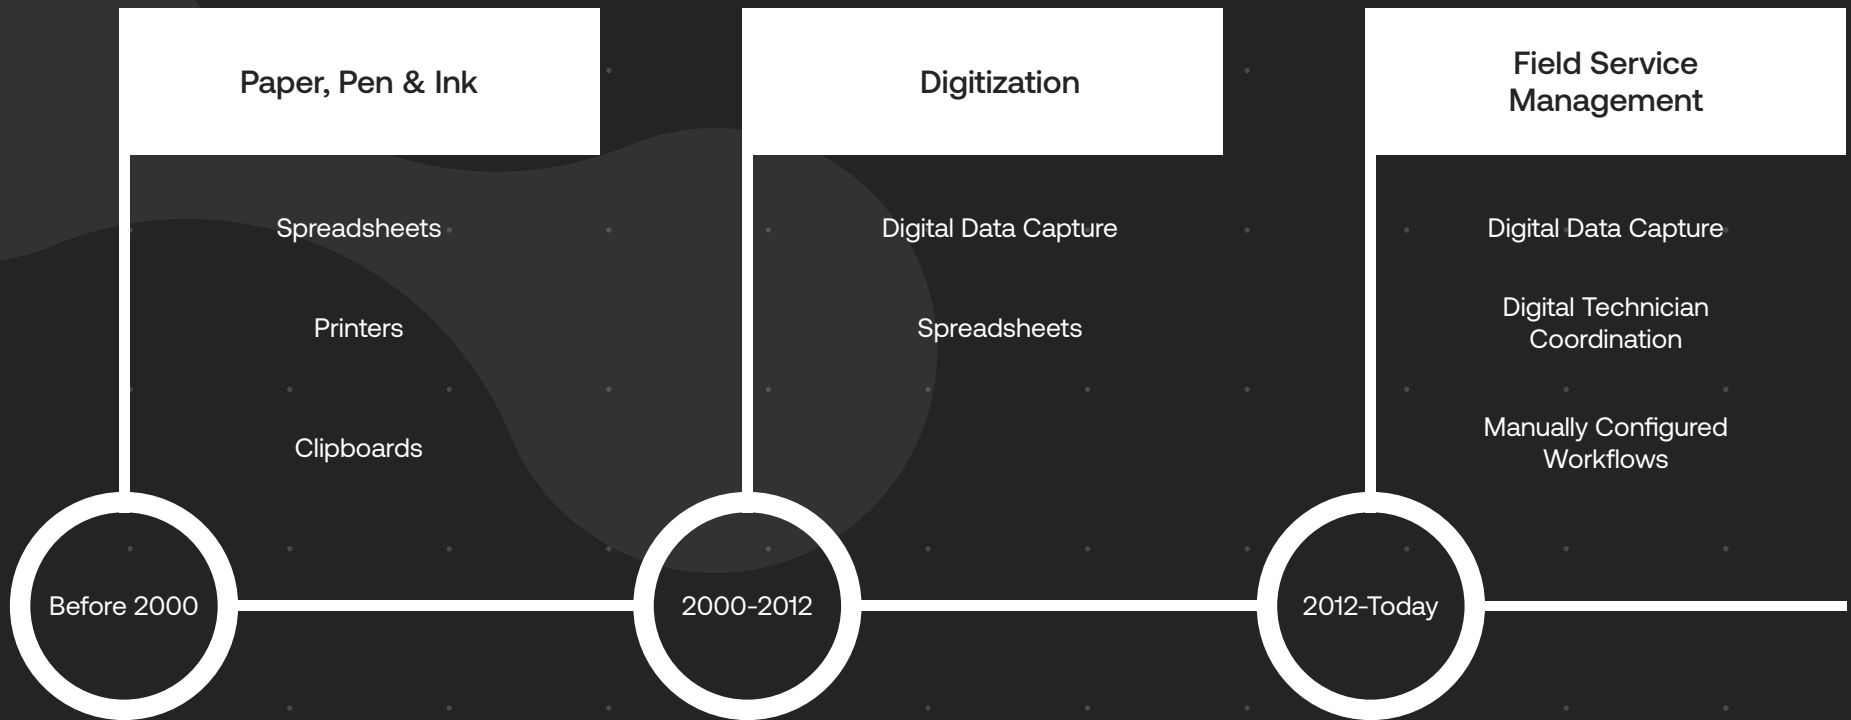 Paper, Pen & Ink
Spreadsheets
Printers
Clipboards
Before 2000
Digitization
Digital Data Capture
Spreadsheets
2000-2012
Field Service
Management
Digital Data Capture
Digital Technician
Coordination
Manually Configured
Workflows
2012-Today